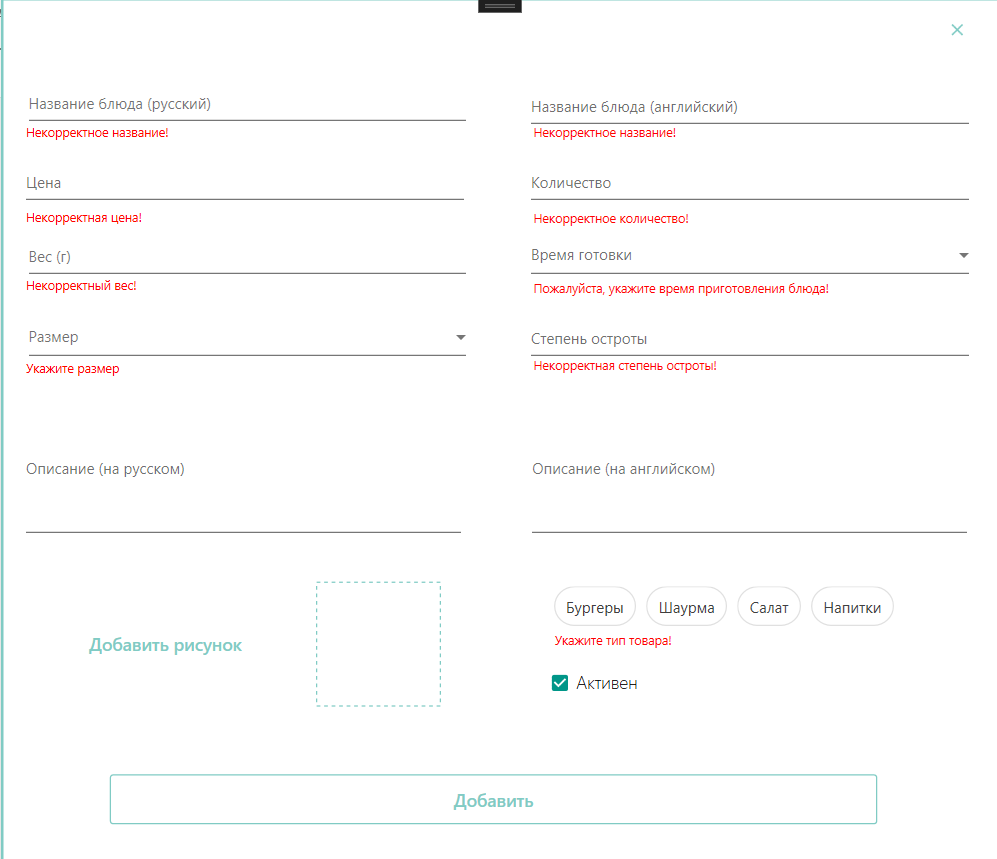 Название блюда (русский)
Название блюда (английский)
Некорректное название!
Некорректное название!
Цена
Количество
Некорректная цена!
Некорректное количество!
Вес (г)
Время готовки
Некорректный вес!
Пожалуйста, укажите время приготовления блюда!
Размер
Степень остроты
Укажите размер
Некорректная степень остроты!
Описание (на русском)
Описание (на английском)
Бургеры
Шаурма
Салат
Напитки
Добавить рисунок
Укажите тип товара!
Активен
Добавить